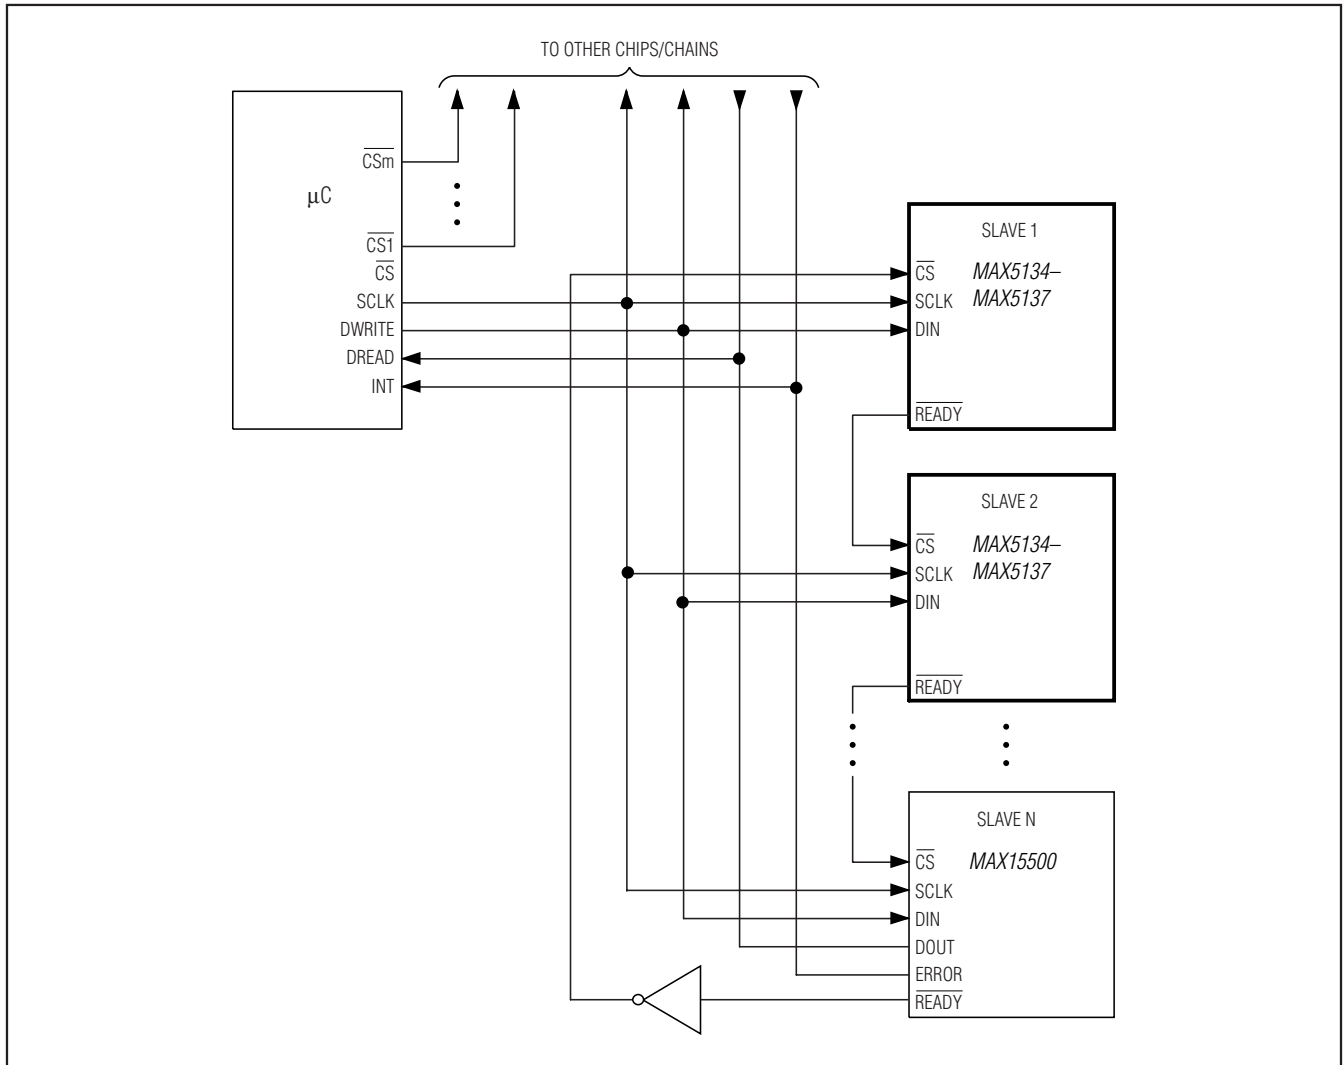 TO OTHER CHIPS/CHAINS
μC
CSm
CS1
CS
SCLK
DWRITE
DREAD
INT
SLAVE 1
MAX5134–
MAX5137
CS
SCLK
DIN
READY
SLAVE 2
MAX5134–
MAX5137
CS
SCLK
DIN
READY
SLAVE N
MAX15500
CS
SCLK
DIN
DOUT
ERROR
READY